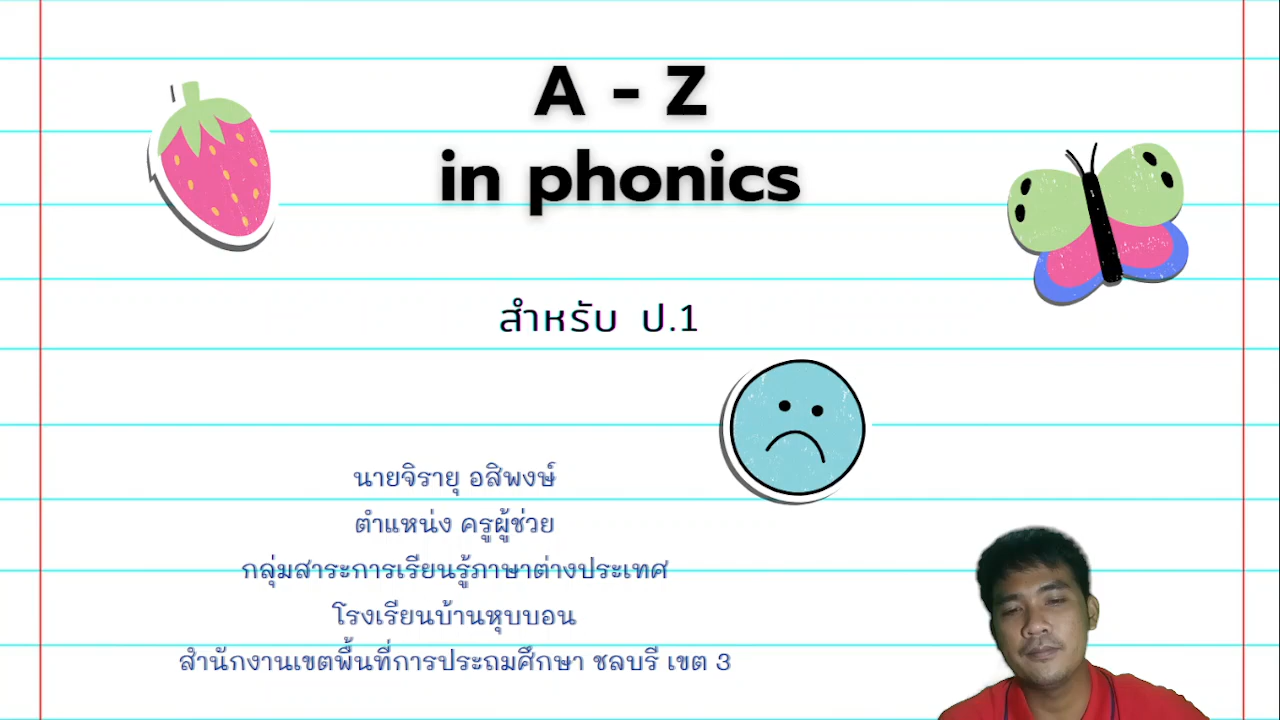 A - Z
in phonics
สำหรับ ป.1
นายจิรายุ อสิพงษ์
ตำแหน่ง ครูผู้ช่วย
กลุ่มสาระการเรียนรู้ภาษาต่างประเทศ
โรงเรียนบ้านหุบบอน
สำนักงานเขตพื้นที่การประถมศึกษา ชลบุรี เขต 3